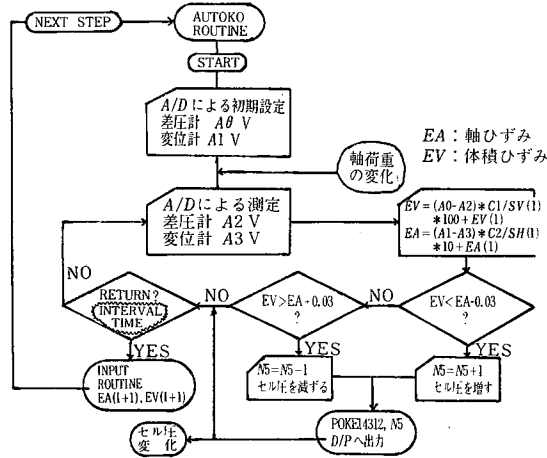 NEXT STEP
AUTOKO
ROUTINE
START
A/Dによる初期設定
差圧計 A0 V
変位計 A1 V
EA：軸ひずみ
EV：体積ひずみ
軸荷重
の変化
A/Dによる測定
差圧計 A2 V
変位計 A3 V
EV=(A0-A2)*C1/SV(1)
*100+EV(1)
EA=(A1-A3)*C2/SH(1)
*10+EA(1)
NO
RETURN?
INTERVAL
TIME
NO
EV>EA+0.03
?
NO
EV<EA-0.03
?
YES
YES
YES
INPUT
ROUTINE
EA(I+1), EV(I+1)
N5=N5-1
セル圧を減ずる
N5=N5+1
セル圧を増す
セル圧
変化
POKE14312, N5
D/Pへ出力